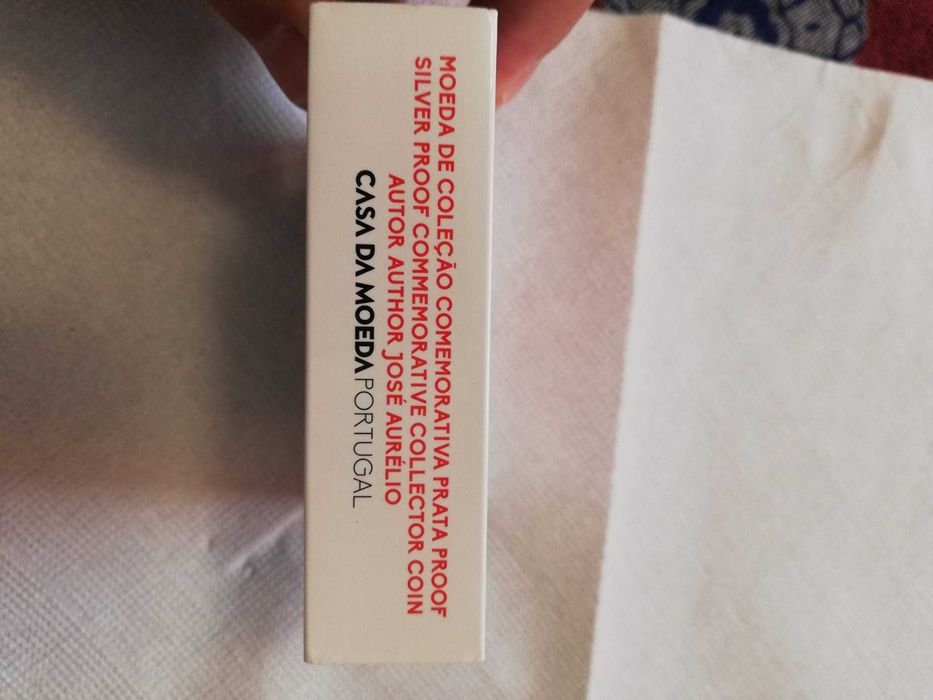 MOEDA DE COLEÇÃO COMEMORATIVA PRATA PROOF
SILVER PROOF COMMEMORATIVE COLLECTOR COIN
AUTOR AUTHOR JOSÉ AURÉLIO
CASA DA MOEDA PORTUGAL